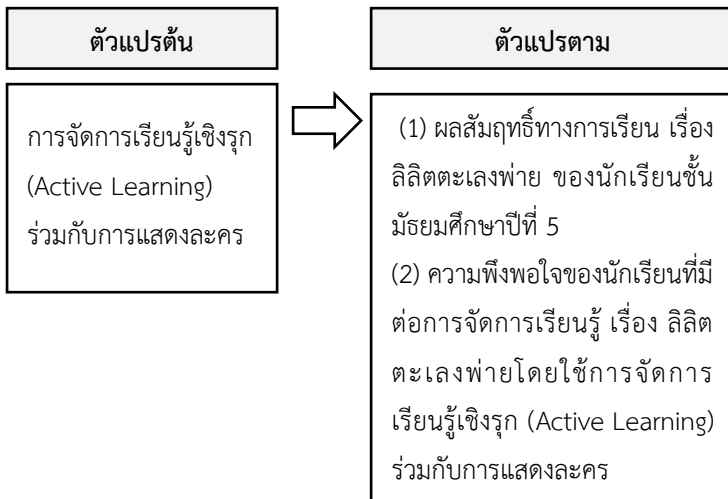 ตัวแปรต้น
การจัดการเรียนรู้เชิงรุก
(Active Learning)
ร่วมกับการแสดงละคร
ตัวแปรตาม
(1) ผลสัมฤทธิ์ทางการเรียน เรื่อง
ลิลิตตะเลงพ่าย ของนักเรียนชั้น
มัธยมศึกษาปีที่ 5
(2) ความพึงพอใจของนักเรียนที่มี
ต่อการจัดการเรียนรู้ เรื่อง ลิลิต
ตะเลงพ่ายโดยใช้การจัดการ
เรียนรู้เชิงรุก (Active Learning)
ร่วมกับการแสดงละคร